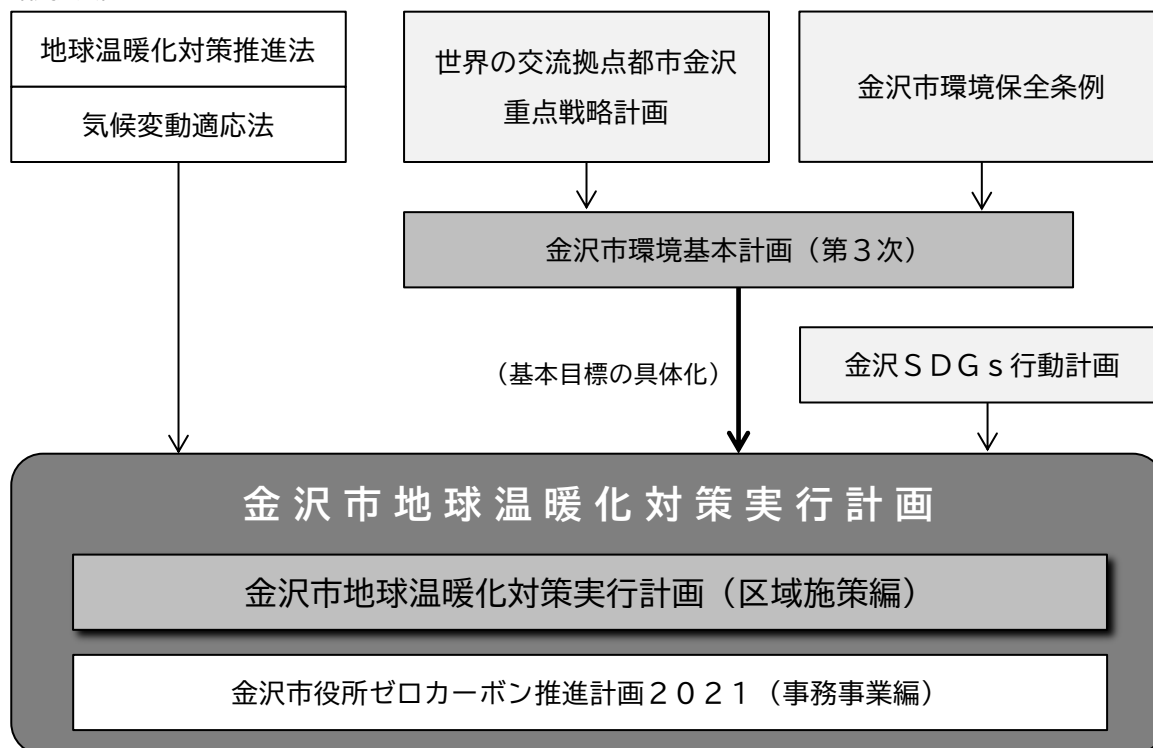 地球温暖化対策推進法
気候変動適応法
世界の交流拠点都市金沢
重点戦略計画
金沢市環境保全条例
金沢市環境基本計画（第３次）
（基本目標の具体化）
金沢ＳＤＧｓ行動計画
金沢市地球温暖化対策実行計画
金沢市地球温暖化対策実行計画（区域施策編）
金沢市役所ゼロカーボン推進計画２０２１（事務事業編）